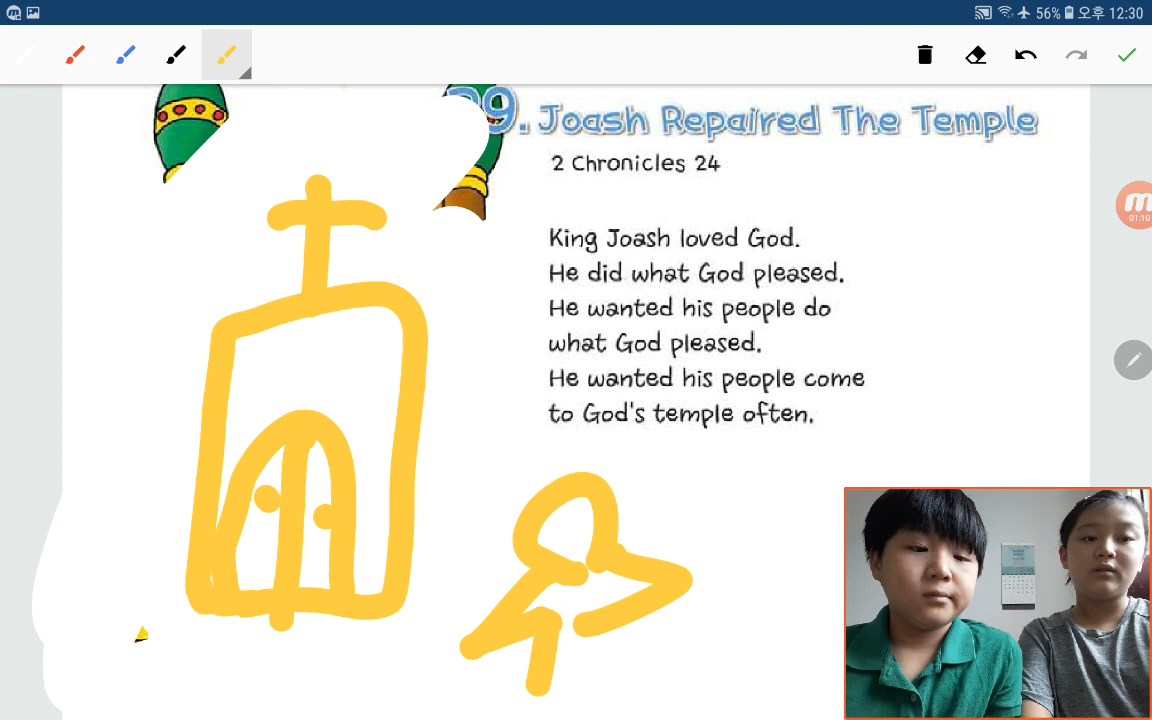 56% 오후 12:30
9. Joash Repaired The Temple
2 Chronicles 24
King Joash loved God.
He did what God pleased.
He wanted his people do
what God pleased.
He wanted his people come
to God's temple often.
01:10